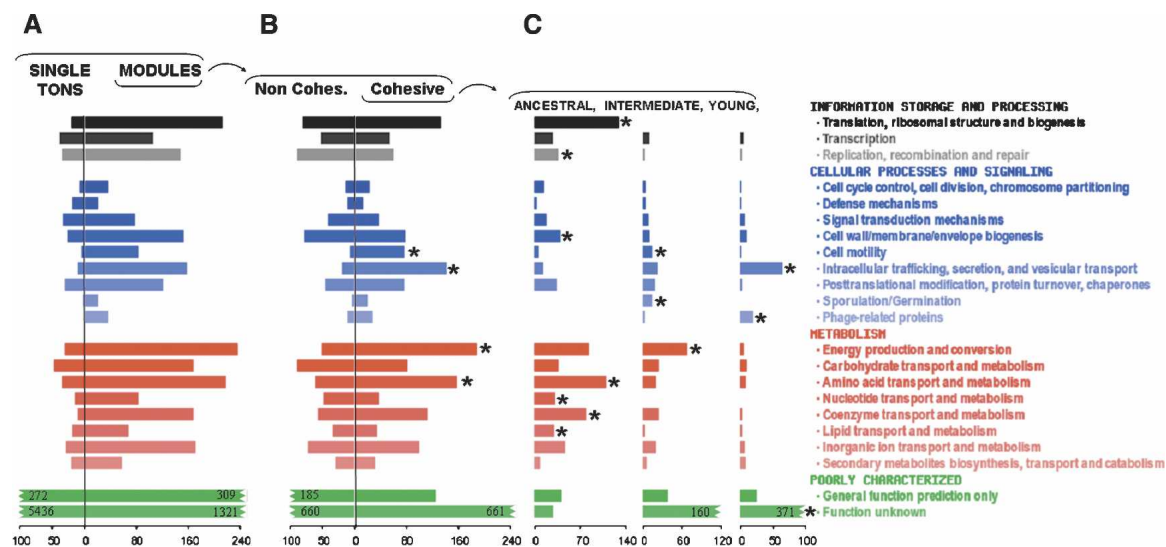 A B C
SINGLE TONS MODULES
Non Cohes. Cohesive
ANCESTRAL, INTERMEDIATE, YOUNG,
INFORMATION STORAGE AND PROCESSING
· Translation, ribosomal structure and biogenesis
· Transcription
· Replication, recombination and repair
CELLULAR PROCESSES AND SIGNALING
· Cell cycle control, cell division, chromosome partitioning
· Defense mechanisms
· Signal transduction mechanisms
· Cell wall/membrane/envelope biogenesis
· Cell motility
· Intracellular trafficking, secretion, and vesicular transport
· Posttranslational modification, protein turnover, chaperones
· Sporulation/Germination
· Phage-related proteins
METABOLISM
· Energy production and conversion
· Carbohydrate transport and metabolism
· Amino acid transport and metabolism
· Nucleotide transport and metabolism
· Coenzyme transport and metabolism
· Lipid transport and metabolism
· Inorganic ion transport and metabolism
· Secondary metabolites biosynthesis, transport and catabolism
POORLY CHARACTERIZED
272 309 185 · General function prediction only
5436 1321 660 661 160 371 * · Function unknown
100 0 80 160 240 100 0 80 160 240 0 70 140 0 60 120 0 50 100